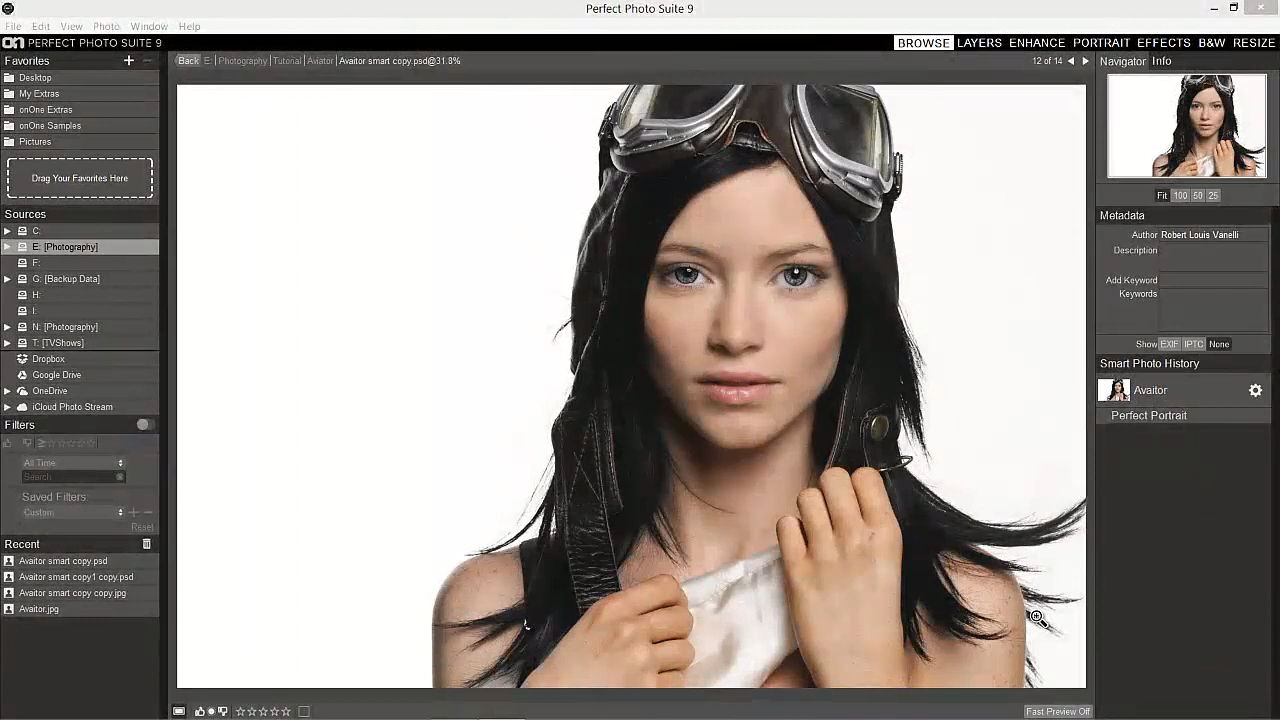 Perfect Photo Suite 9
File Edit View Photo Window Help
on PERFECT PHOTO SUITE 9
BROWSE LAYERS ENHANCE PORTRAIT EFFECTS B&W RESIZE
Favorites
Desktop
My Extras
onOne Extras
onOne Samples
Pictures
Drag Your Favorites Here
Sources
C:
E: [Photography]
F:
G: [Backup Data]
H:
I:
N: [Photography]
T: [TVShows]
Dropbox
Google Drive
OneDrive
iCloud Photo Stream
Filters
All Time
Search
Saved Filters:
Custom
Reset
Recent
Avaitor smart copy.psd
Avaitor smart copy1 copy.psd
Avaitor smart copy copy.jpg
Avaitor.jpg
Back E: Photography Tutorial Aviator Avaitor smart copy.psd@31.8%
12 of 14
Fast Preview Off
Navigator Info
Fit 100 50 25
Metadata
Author Robert Louis Vanelli
Description
Add Keyword
Keywords
Show EXIF IPTC None
Smart Photo History
Avaitor
Perfect Portrait